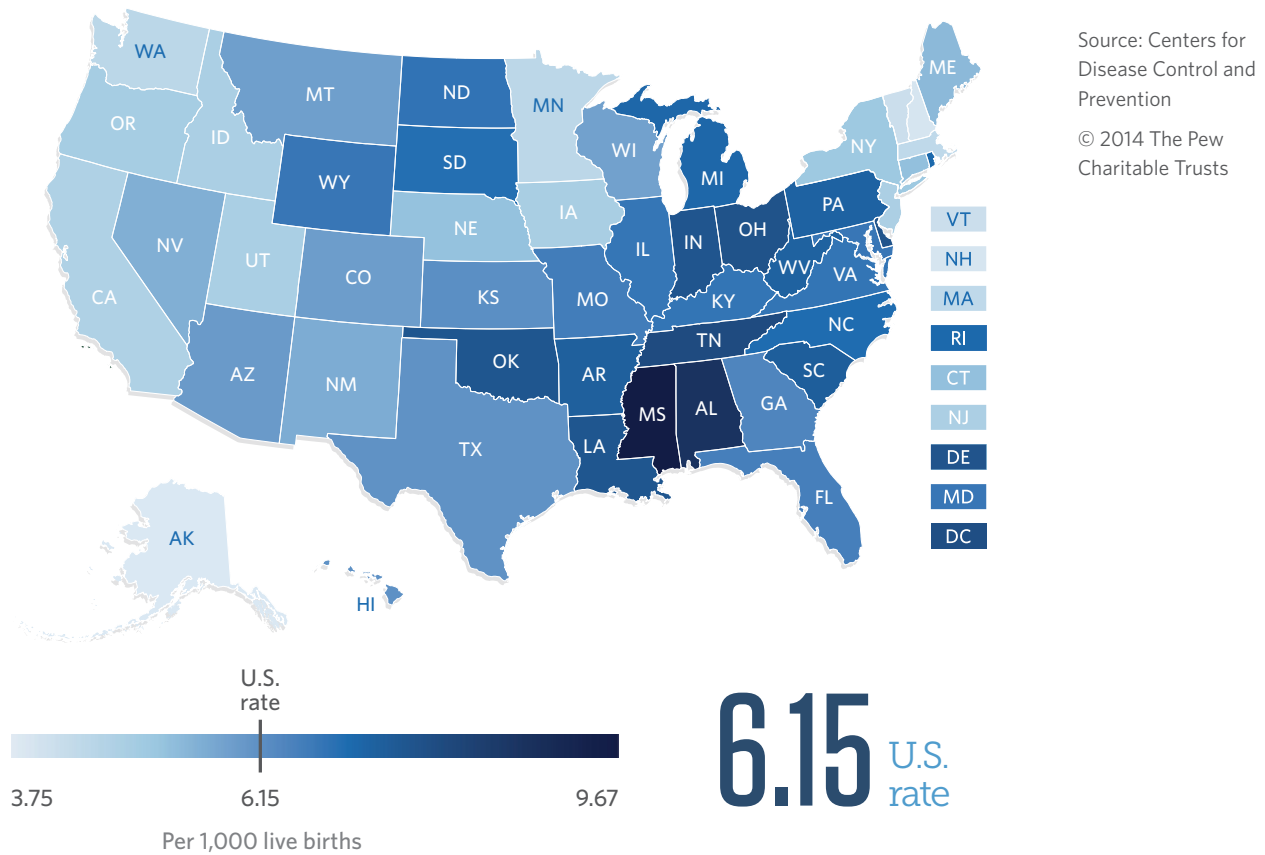 WA
MT
ND
MN
ME
OR
ID
SD
WI
NY
WY
MI
PA
NV
UT
NE
IA
IL
IN
OH
CO
KS
MO
WV
VA
CA
KY
NC
AZ
NM
OK
TN
AR
SC
TX
LA
MS
AL
GA
FL
AK
HI
Source: Centers for
Disease Control and
Prevention
© 2014 The Pew
Charitable Trusts
VT
NH
MA
RI
CT
NJ
DE
MD
DC
U.S.
rate
3.75
6.15
9.67
Per 1,000 live births
6.15
U.S.
rate